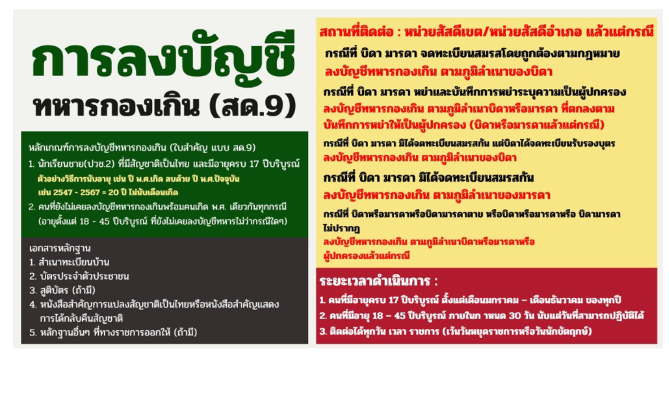 การลงบัญชี
ทหารกองเกิน (สด.9)
หลักเกณฑ์การลงบัญชีทหารกองเกิน (ใบสำคัญ แบบ สด.9)
1. นักเรียนชาย(ปวช.2) ที่มีสัญชาติเป็นไทย และมีอายุครบ 17 ปีบริบูรณ์
ตัวอย่างวิธีการนับอายุ เช่น ปี พ.ศ.เกิด ลบด้วย ปี พ.ศ.ปัจจุบัน
เช่น 2547 - 2567 = 20 ปี ไม่นับเดือนเกิด
2. คนที่ยังไม่เคยลงบัญชีทหารกองเกินพร้อมคนเกิด พ.ศ. เดียวกันทุกกรณี
(อายุตั้งแต่ 18 - 45 ปีบริบูรณ์ ที่ยังไม่เคยลงบัญชีทหารไม่ว่ากรณีใดๆ)
เอกสารหลักฐาน
1. สำเนาทะเบียนบ้าน
2. บัตรประจำตัวประชาชน
3. สูติบัตร (ถ้ามี)
4. หนังสือสำคัญการแปลงสัญชาติเป็นไทยหรือหนังสือสำคัญแสดง
การได้กลับคืนสัญชาติ
5. หลักฐานอื่นๆ ที่ทางราชการออกให้ (ถ้ามี)
สถานที่ติดต่อ : หน่วยสัสดีเขต/หน่วยสัสดีอำเภอ แล้วแต่กรณี
กรณีที่ บิดา มารดา จดทะเบียนสมรสโดยถูกต้องตามกฎหมาย
ลงบัญชีทหารกองเกิน ตามภูมิลำเนาของบิดา
กรณีที่ บิดา มารดา หย่าและบันทึกการหย่าระบุความเป็นผู้ปกครอง
ลงบัญชีทหารกองเกิน ตามภูมิลำเนาบิดาหรือมารดา ที่ตกลงตาม
บันทึกการหย่าให้เป็นผู้ปกครอง (บิดาหรือมารดาแล้วแต่กรณี)
กรณีที่ บิดา มารดา มิได้จดทะเบียนสมรสกัน แต่บิดาได้จดทะเบียนรับรองบุตร
ลงบัญชีทหารกองเกิน ตามภูมิลำเนาของบิดา
กรณีที่ บิดา มารดา มิได้จดทะเบียนสมรสกัน
ลงบัญชีทหารกองเกิน ตามภูมิลำเนาของมารดา
กรณีที่ บิดาหรือมารดาหรือบิดามารดาตาย หรือบิดาหรือมารดาหรือ บิดามารดา
ไม่ปรากฏ
ลงบัญชีทหารกองเกิน ตามภูมิลำเนาบิดาหรือมารดาหรือ
ผู้ปกครองแล้วแต่กรณี
ระยะเวลาดำเนินการ :
1. คนที่มีอายุครบ 17 ปีบริบูรณ์ ตั้งแต่เดือนมกราคม – เดือนธันวาคม ของทุกปี
2. คนที่มีอายุ 18 – 45 ปีบริบูรณ์ ภายในกำหนด 30 วัน นับแต่วันที่สามารถปฏิบัติได้
3. ติดต่อได้ทุกวัน เวลา ราชการ (เว้นวันหยุดราชการหรือวันนักขัตฤกษ์)